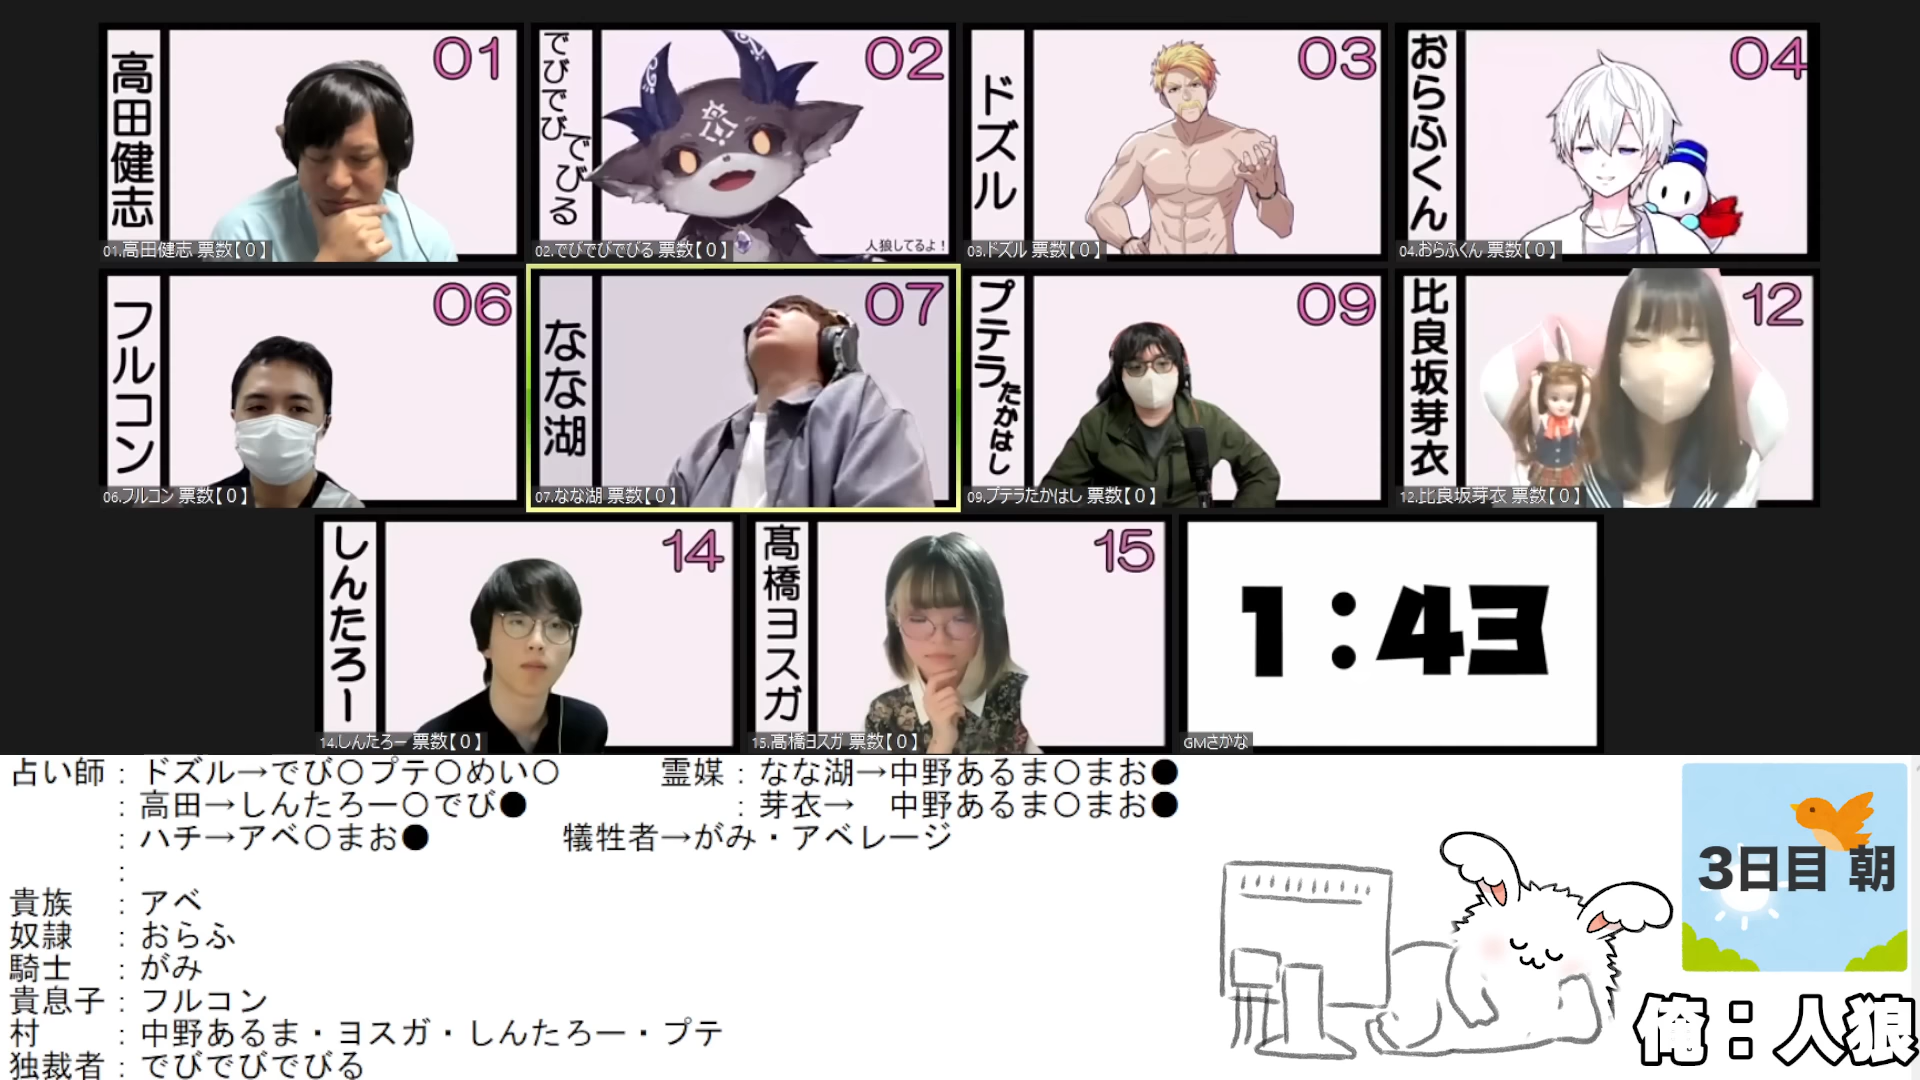 高田健志
01
01.高田健志 票数【0】
でびでびでびる
02
人狼してるよ!
02.でびでびでびる 票数【0】
ドズル
03
03.ドズル 票数【0】
おらふくん
04
04.おらふくん 票数【0】
フルコン
06
06.フルコン 票数【0】
なな湖
07
07.なな湖 票数【0】
プテラたかはし
09
09.プテラたかはし 票数【0】
比良坂芽衣
12
12.比良坂芽衣 票数【0】
しんたろー
14
14.しんたろー 票数【0】
髙橋ヨスガ
15
15.髙橋ヨスガ 票数【0】
1:43
GMさかな
占い師 : ドズル→でび〇プテ〇めい〇 霊媒 : なな湖→中野あるま〇まお●
: 高田→しんたろー〇でび● : 芽衣→ 中野あるま〇まお●
: ハチ→アベ〇まお● 犠牲者→がみ・アベレージ
:
貴族 : アベ
奴隷 : おらふ
騎士 : がみ
貴息子 : フルコン
村 : 中野あるま・ヨスガ・しんたろー・プテ
独裁者 : でびでびでびる
3日目 朝
俺:人狼